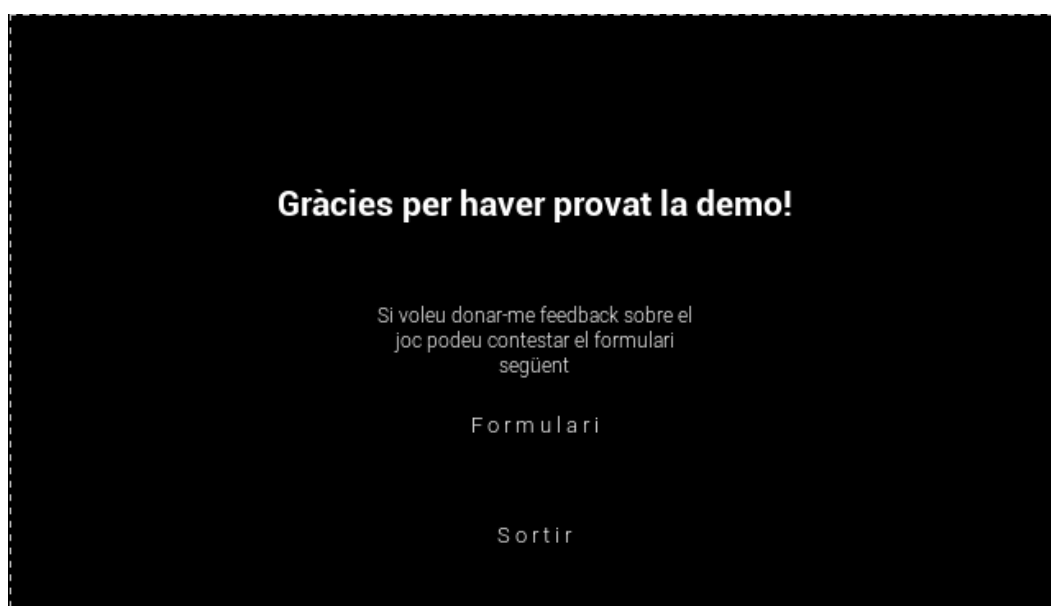 Gràcies per haver provat la demo!
Si voleu donar-me feedback sobre el
joc podeu contestar el formulari
següent
Formulari
Sortir